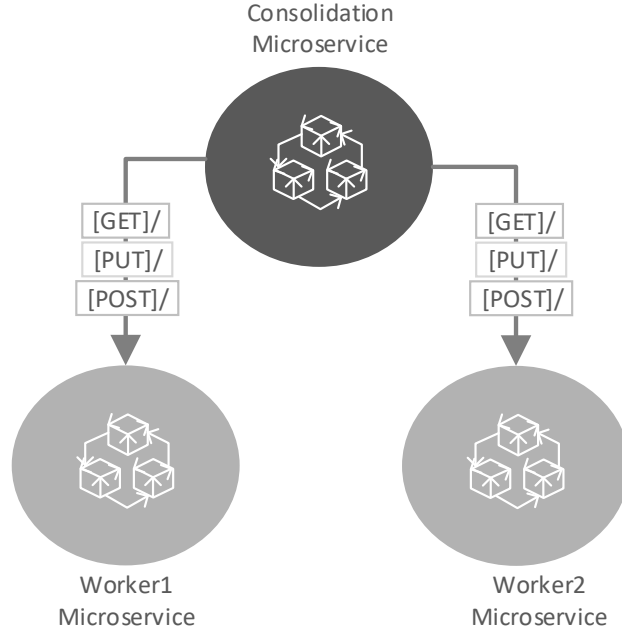 Consolidation
Microservice
[GET]/
[PUT]/
[POST]/
[GET]/
[PUT]/
[POST]/
Worker1
Microservice
Worker2
Microservice